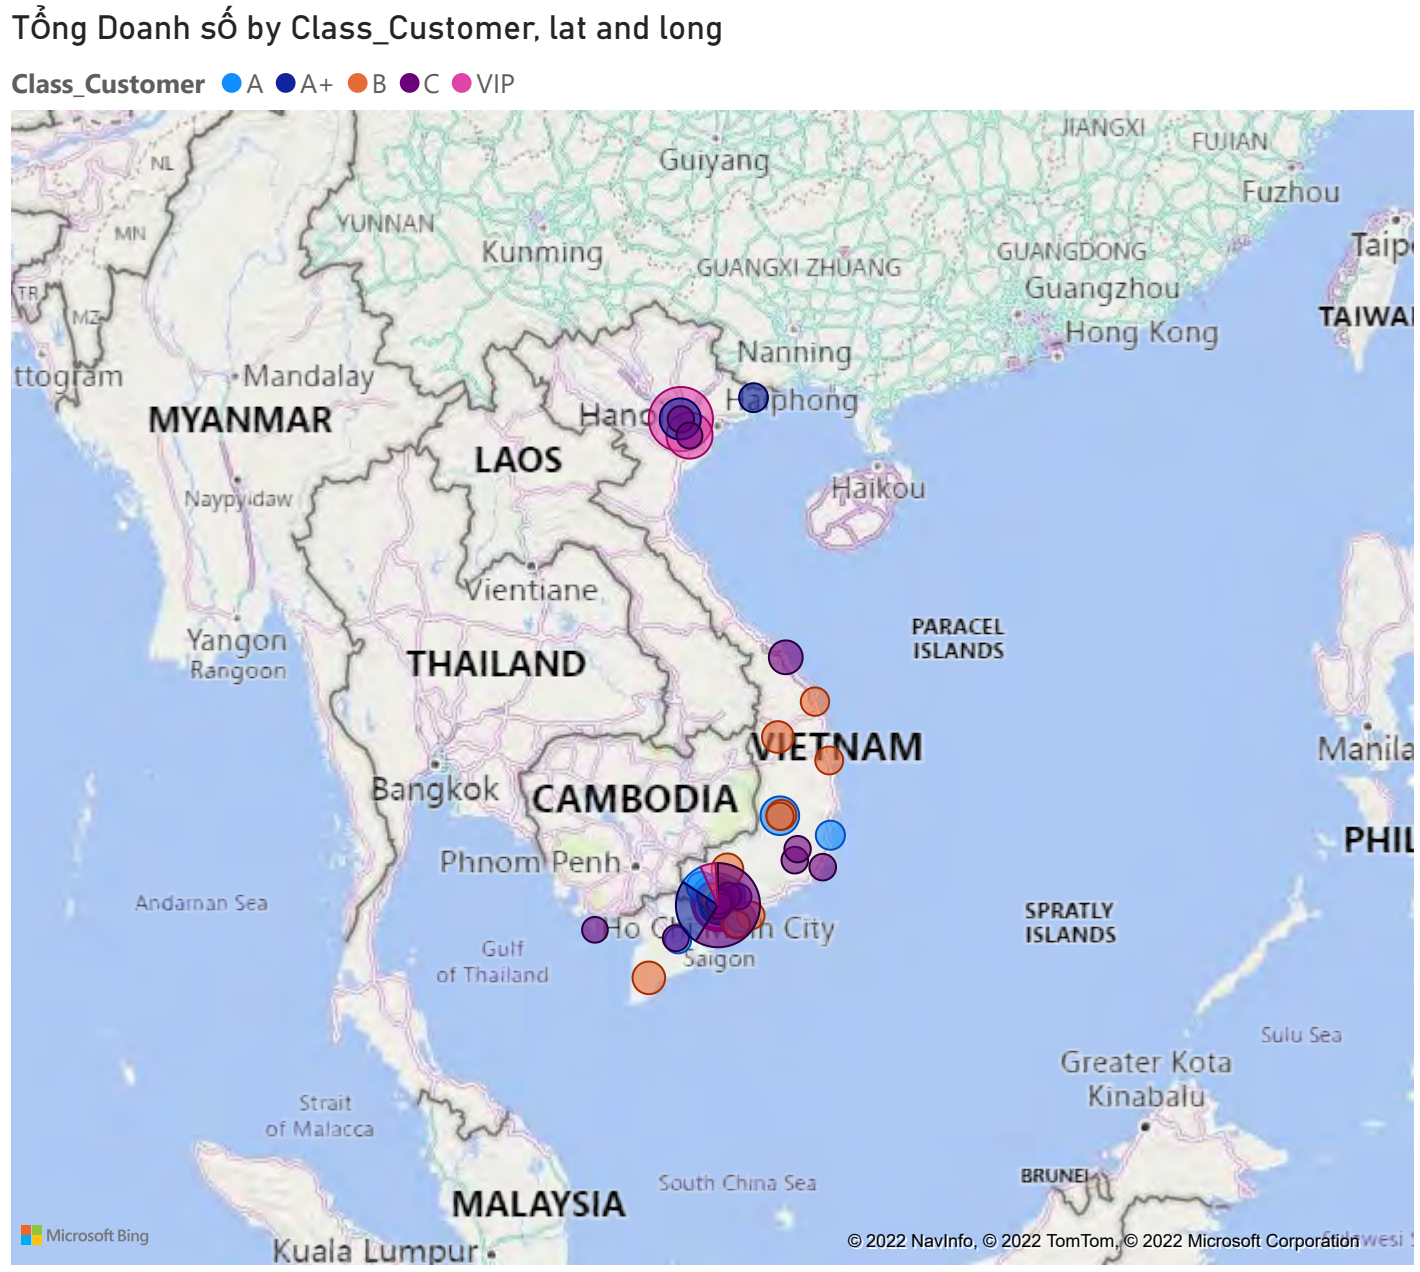 Tổng Doanh số by Class_Customer, lat and long
Class_Customer A A+ B C VIP
JIANGXI
FUJIAN
NL
Guiyang
Fuzhou
YUNNAN
MN
Kunming
GUANGXI ZHUANG
GUANGDONG
Taip
TR
Guangzhou
MZ
TAIWA
Hong Kong
Nanning
ttogram
Mandalay
Haiphong
MYANMAR
Hano
LAOS
Haikou
Naypyidaw
Vientiane
PARACEL
ISLANDS
Yangon
Rangoon
THAILAND
VIETNAM
Manila
Bangkok
CAMBODIA
PHIL
Phnom Penh
Andaman Sea
SPRATLY
ISLANDS
Ho Chi Minh City
Gulf
of Thailand
Saigon
Sulu Sea
Greater Kota
Kinabalu
Strait
of Malacca
BRUNEI
South China Sea
MALAYSIA
Microsoft Bing
© 2022 NavInfo, © 2022 TomTom, © 2022 Microsoft Corporation
Kuala Lumpur